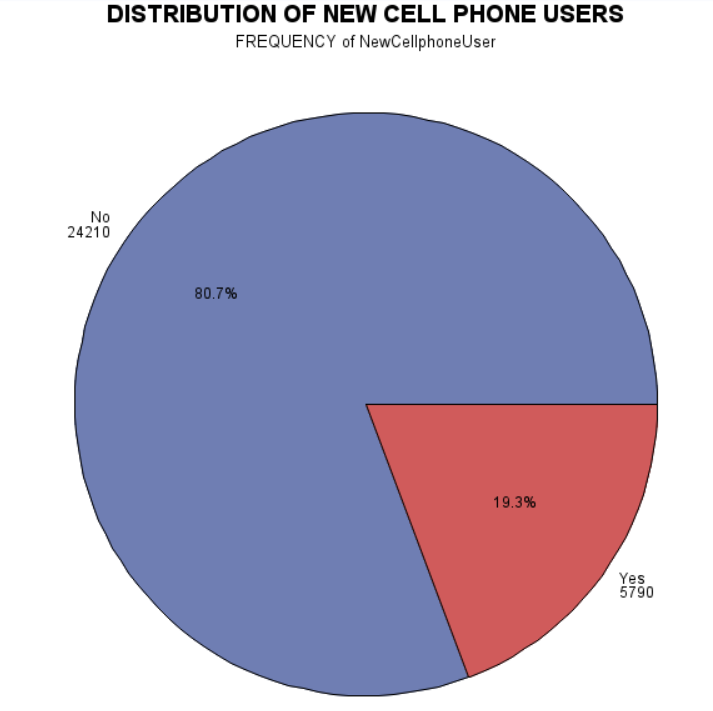 DISTRIBUTION OF NEW CELL PHONE USERS
FREQUENCY of NewCellphoneUser
No
24210
80.7%
19.3%
Yes
5790